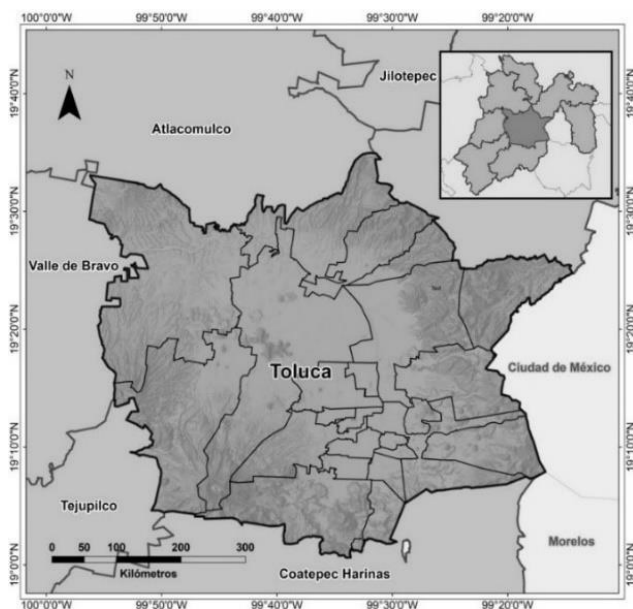 100°0'0"O 99°50'0"O 99°40'0"O 99°30'0"O 99°20'0"O
19°40'0"N
19°30'0"N
19°20'0"N
19°10'0"N
19°0'0"N
N
Jilotepec
Atlacomulco
Valle de Bravo
Toluca
Ciudad de México
Tejupilco
Coatepec Harinas
Morelos
0 50 100 200 300
Kilómetros
19°40'0"N
19°30'0"N
19°20'0"N
19°10'0"N
19°0'0"N
100°0'0"O 99°50'0"O 99°40'0"O 99°30'0"O 99°20'0"O